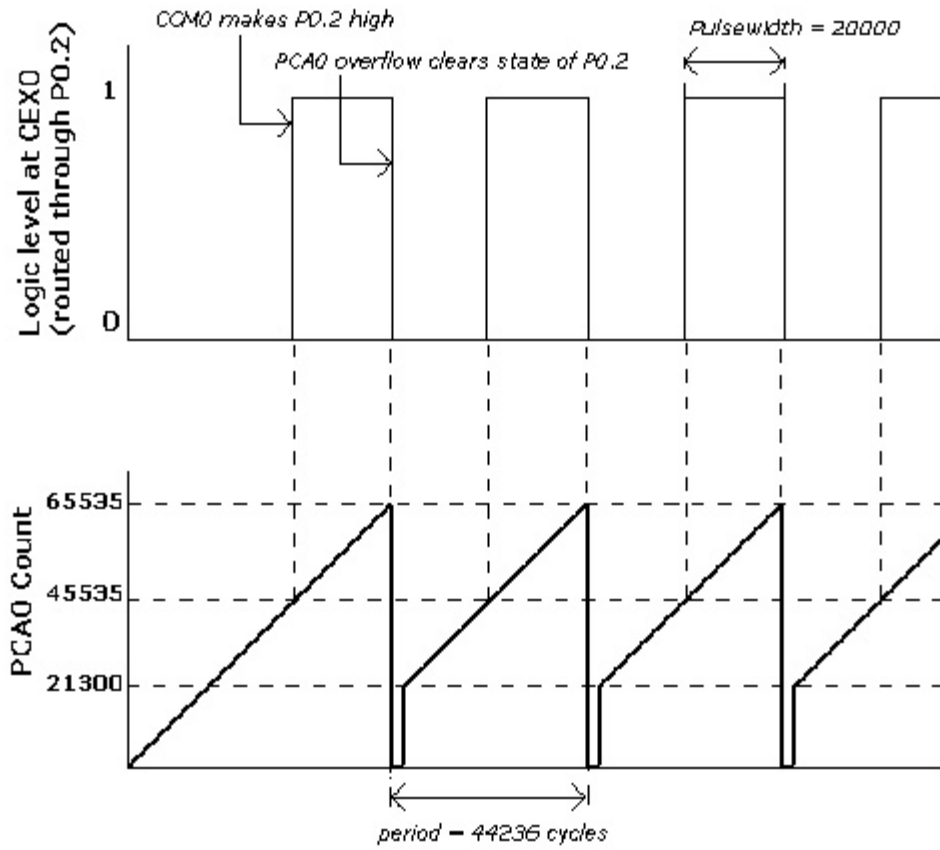 CCM0 makes P0.2 high
PCA0 overflow clears state of P0.2
Pulsewidth = 20000
Logic level at CEX0
(routed through P0.2)
1
0
PCA0 Count
65535
45535
21300
period = 44236 cycles